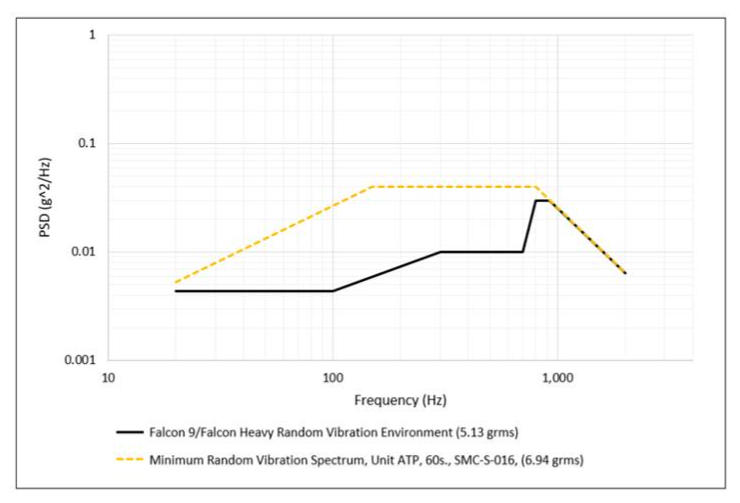 1
0.1
PSD (g^2/Hz)
0.01
0.001
10
100
1,000
Frequency (Hz)
Falcon 9/Falcon Heavy Random Vibration Environment (5.13 grms)
Minimum Random Vibration Spectrum, Unit ATP, 60s., SMC-S-016, (6.94 grms)